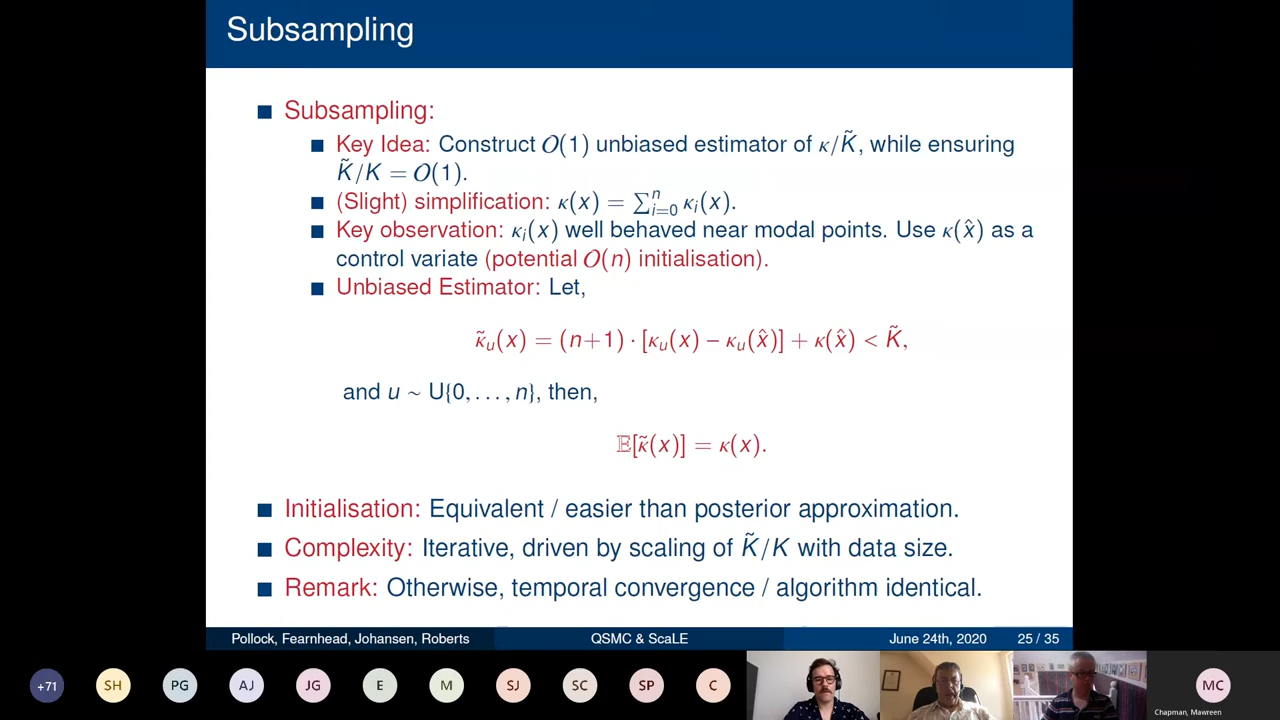 Subsampling
Subsampling:
Key Idea: Construct 𝒪(1) unbiased estimator of κ/K̃, while ensuring
K̃/K = 𝒪(1).
(Slight) simplification: κ(x) = ∑ⁿᵢ₌₀ κᵢ(x).
Key observation: κᵢ(x) well behaved near modal points. Use κ(x̂) as a
control variate (potential 𝒪(n) initialisation).
Unbiased Estimator: Let,
κ̃ᵤ(x) = (n+1) · [κᵤ(x) − κᵤ(x̂)] + κ(x̂) < K̃,
and u ∼ U{0, . . . , n}, then,
𝔼[κ̃(x)] = κ(x).
Initialisation: Equivalent / easier than posterior approximation.
Complexity: Iterative, driven by scaling of K̃/K with data size.
Remark: Otherwise, temporal convergence / algorithm identical.
Pollock, Fearnhead, Johansen, Roberts QSMC & ScaLE June 24th, 2020 25 / 35
+71 SH PG AJ JG E M SJ SC SP C MC
Chapman, Mawreen